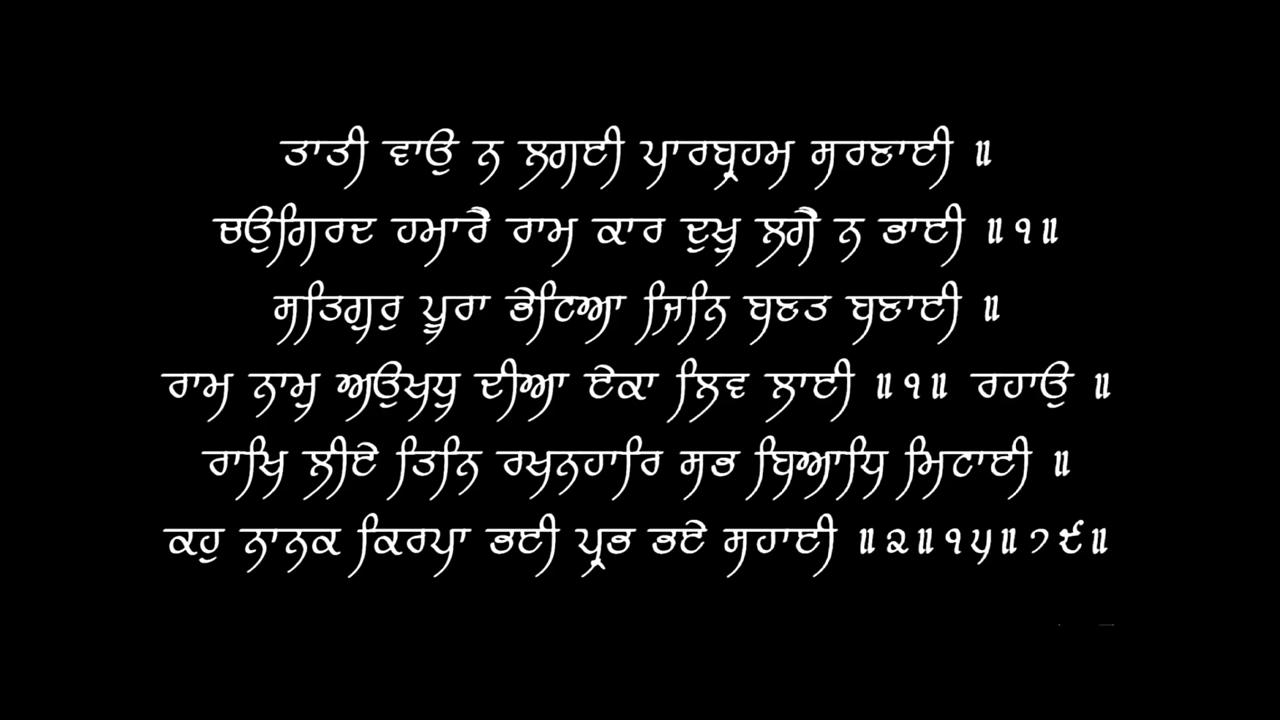 ਤਾਤੀ ਵਾਉ ਨ ਲਗਈ ਪਾਰਬ੍ਰਹਮ ਸਰਣਾਈ ॥
ਚਉਗਿਰਦ ਹਮਾਰੈ ਰਾਮ ਕਾਰ ਦੁਖੁ ਲਗੈ ਨ ਭਾਈ ॥੧॥
ਸਤਿਗੁਰੁ ਪੂਰਾ ਭੇਟਿਆ ਜਿਨਿ ਬਣਤ ਬਣਾਈ ॥
ਰਾਮ ਨਾਮੁ ਅਉਖਧੁ ਦੀਆ ਏਕਾ ਲਿਵ ਲਾਈ ॥੧॥ ਰਹਾਉ ॥
ਰਾਖਿ ਲੀਏ ਤਿਨਿ ਰਖਨਹਾਰਿ ਸਭ ਬਿਆਧਿ ਮਿਟਾਈ ॥
ਕਹੁ ਨਾਨਕ ਕਿਰਪਾ ਭਈ ਪ੍ਰਭ ਭਏ ਸਹਾਈ ॥੨॥੧੫॥੭੯॥